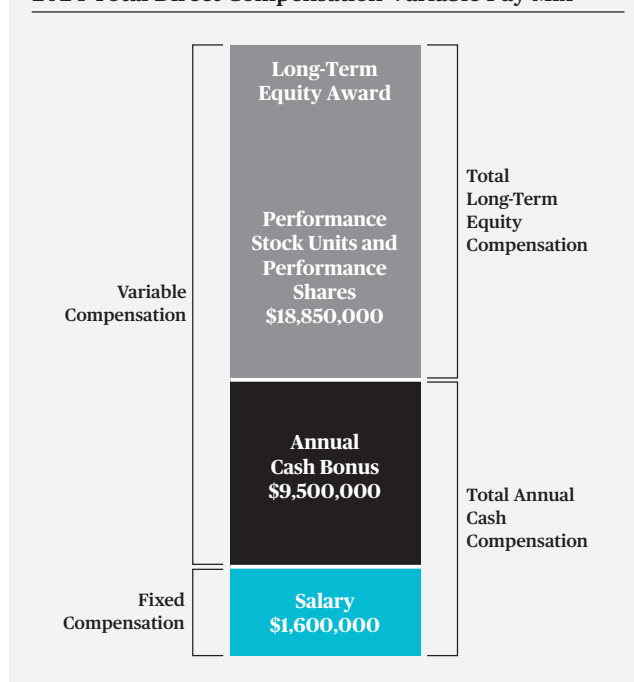 Long-Term
Equity Award
Performance
Stock Units and
Performance
Shares
$18,850,000
Total
Long-Term
Equity
Compensation
Variable
Compensation
Annual
Cash Bonus
$9,500,000
Total Annual
Cash
Compensation
Fixed
Compensation
Salary
$1,600,000